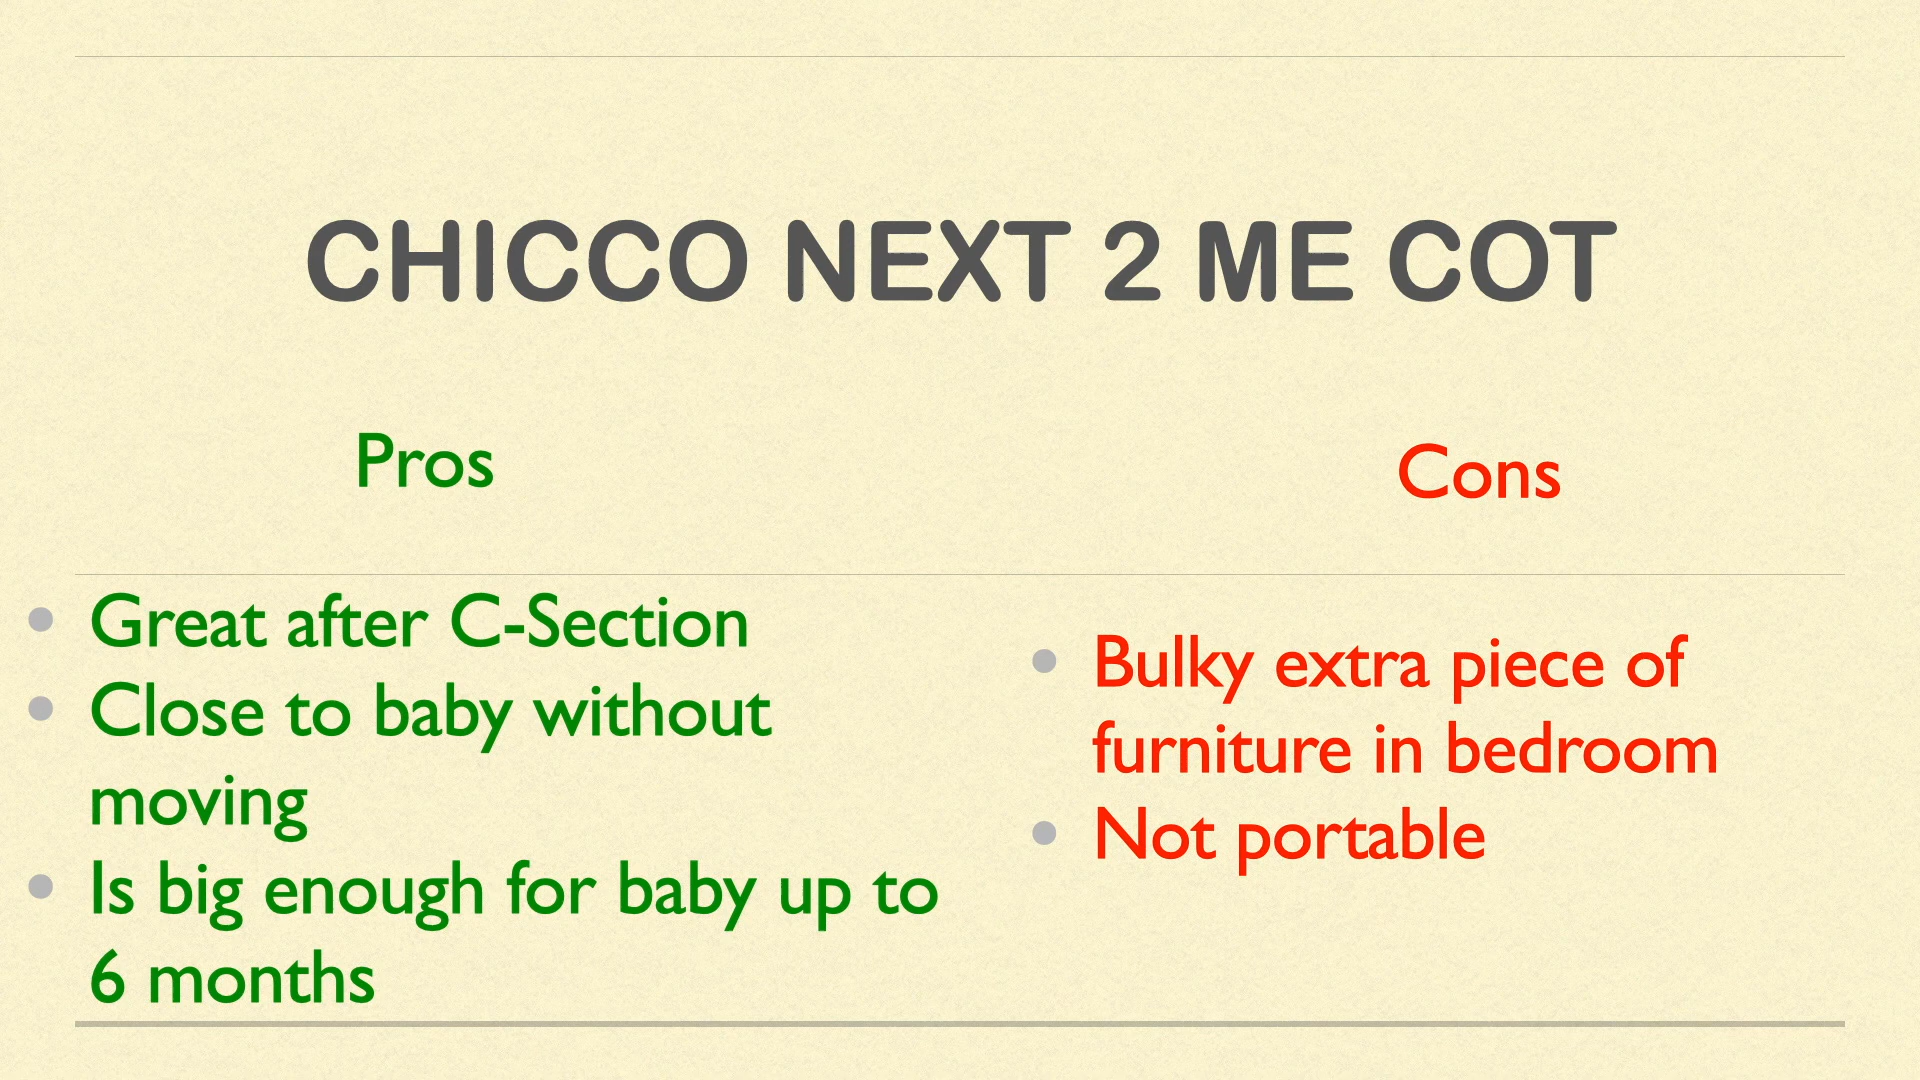 CHICCO NEXT 2 ME COT
Pros
• Great after C-Section
• Close to baby without
moving
• Is big enough for baby up to
6 months
Cons
• Bulky extra piece of
furniture in bedroom
• Not portable